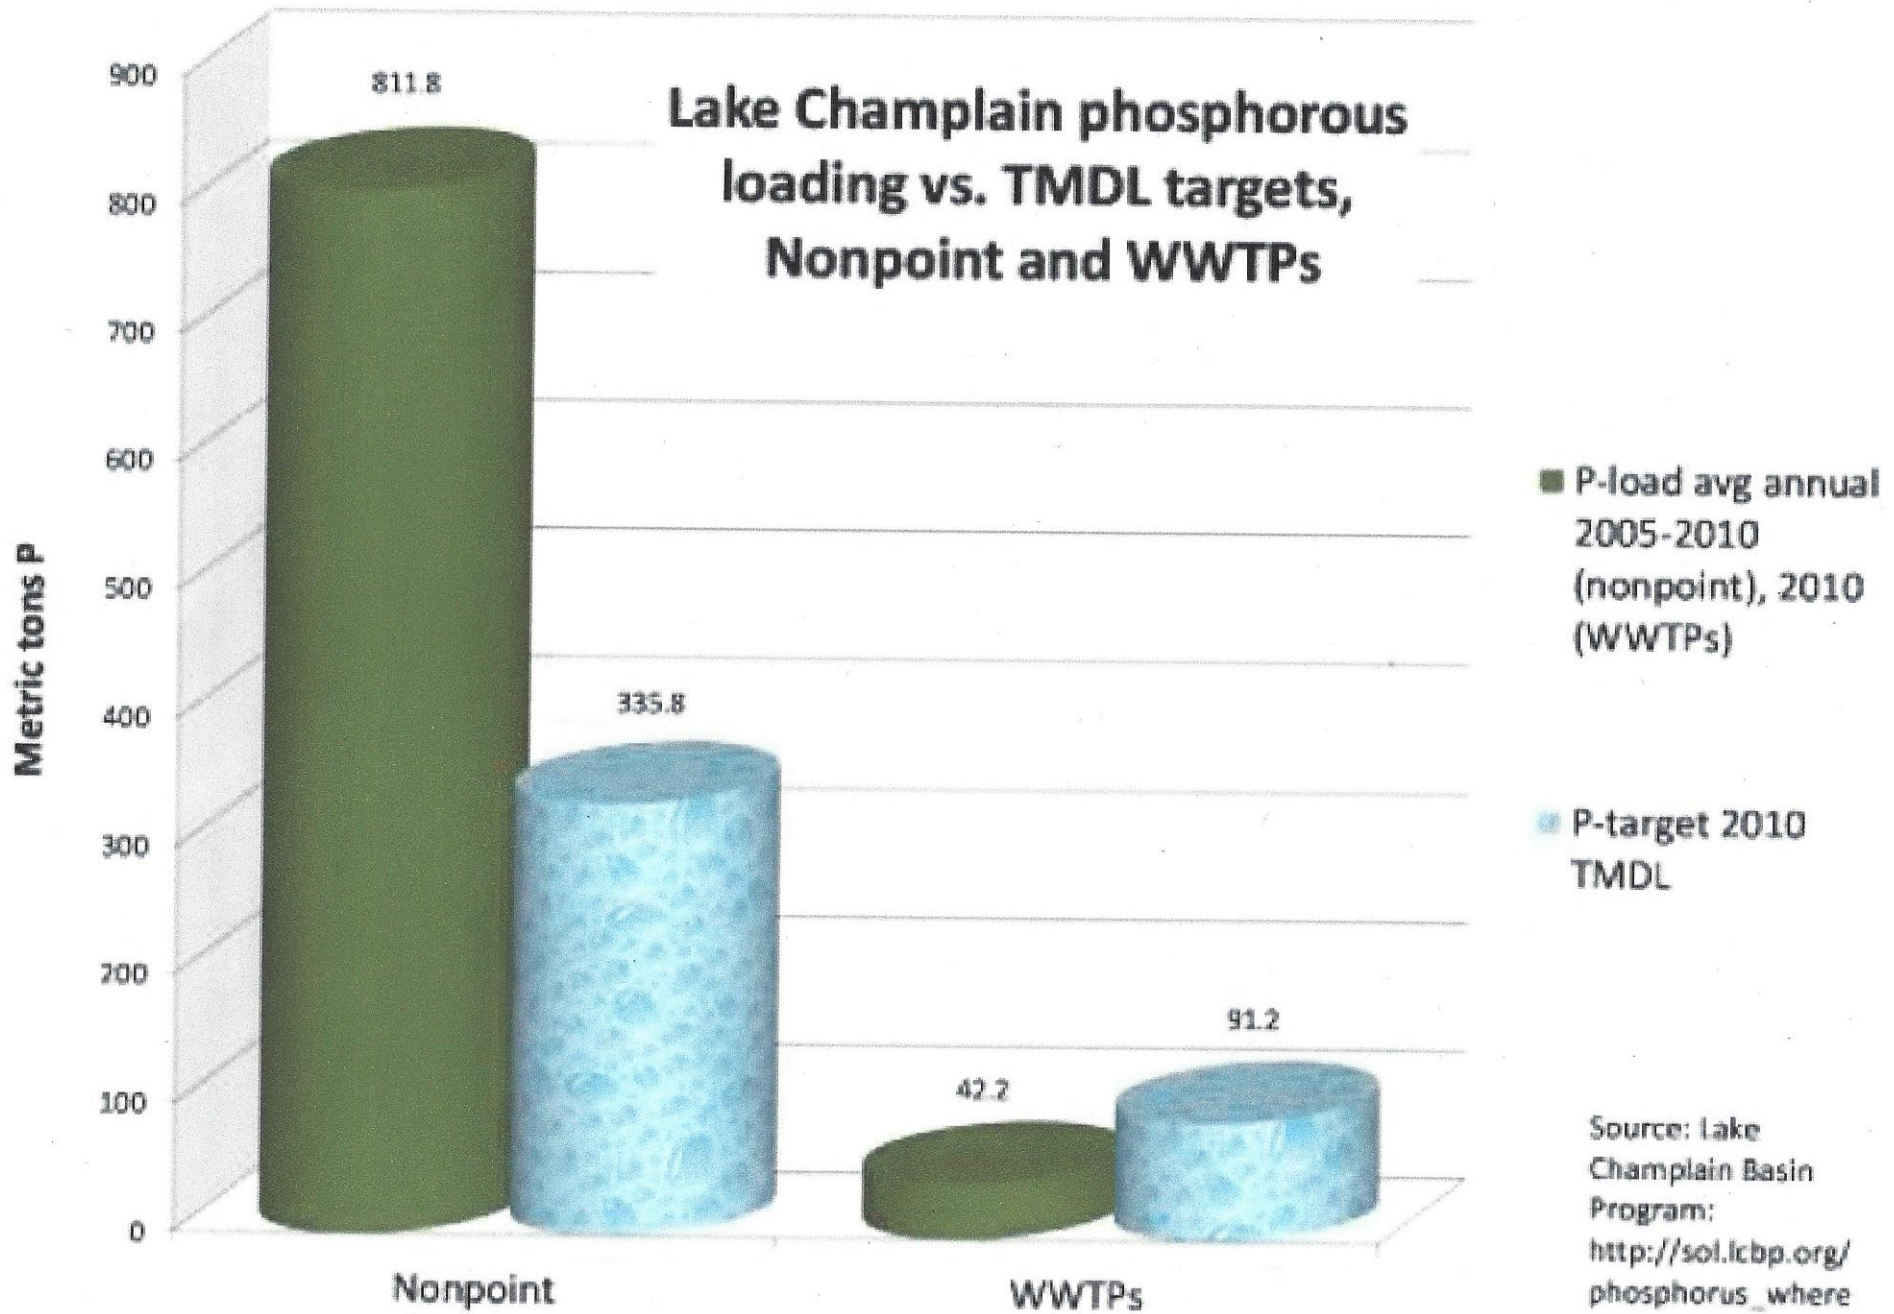 Lake Champlain phosphorous
loading vs. TMDL targets,
Nonpoint and WWTPs
Metric tons P
900
800
700
600
500
400
300
200
100
0
811.8
335.8
42.2
91.2
Nonpoint
WWTPs
P-load avg annual
2005-2010
(nonpoint), 2010
(WWTPs)
P-target 2010
TMDL
Source: Lake
Champlain Basin
Program:
http://sol.lcbp.org/
phosphorus_where